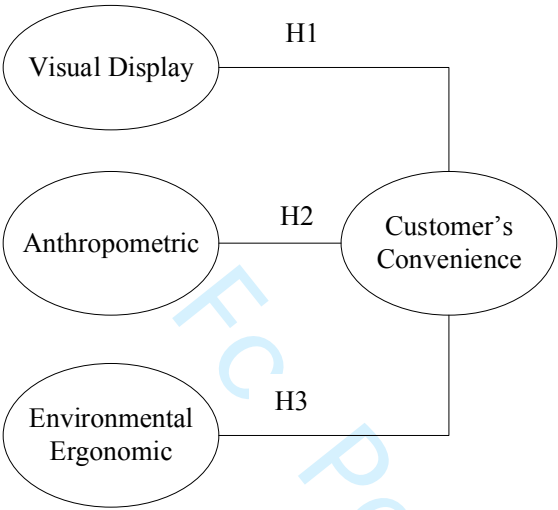 H1
Visual Display
H2
Anthropometric
Customer’s
Convenience
H3
Environmental
Ergonomic